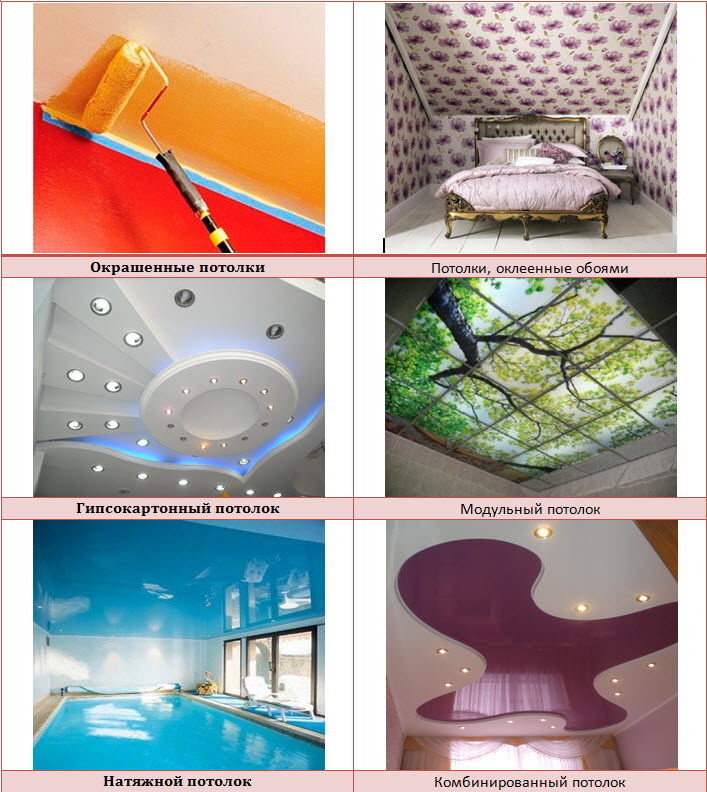 Окрашенные потолки
Потолки, оклеенные обоями
Гипсокартонный потолок
Модульный потолок
Натяжной потолок
Комбинированный потолок